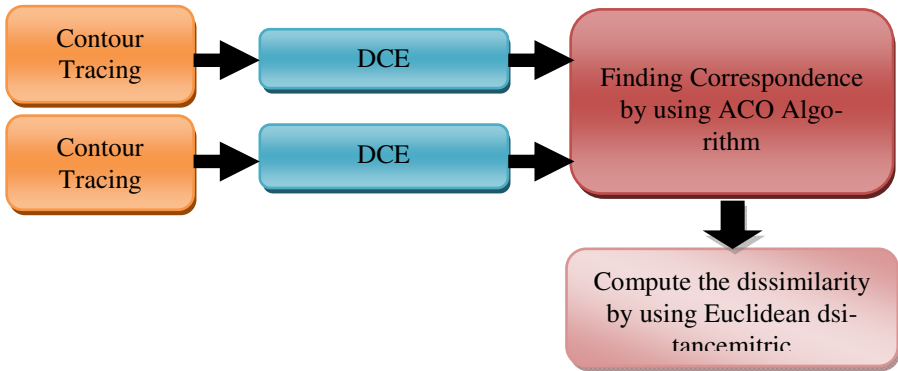 Contour
Tracing
DCE
Finding Correspondence
by using ACO Algo-
rithm
Contour
Tracing
DCE
Compute the dissimilarity
by using Euclidean dsi-
tancemitric